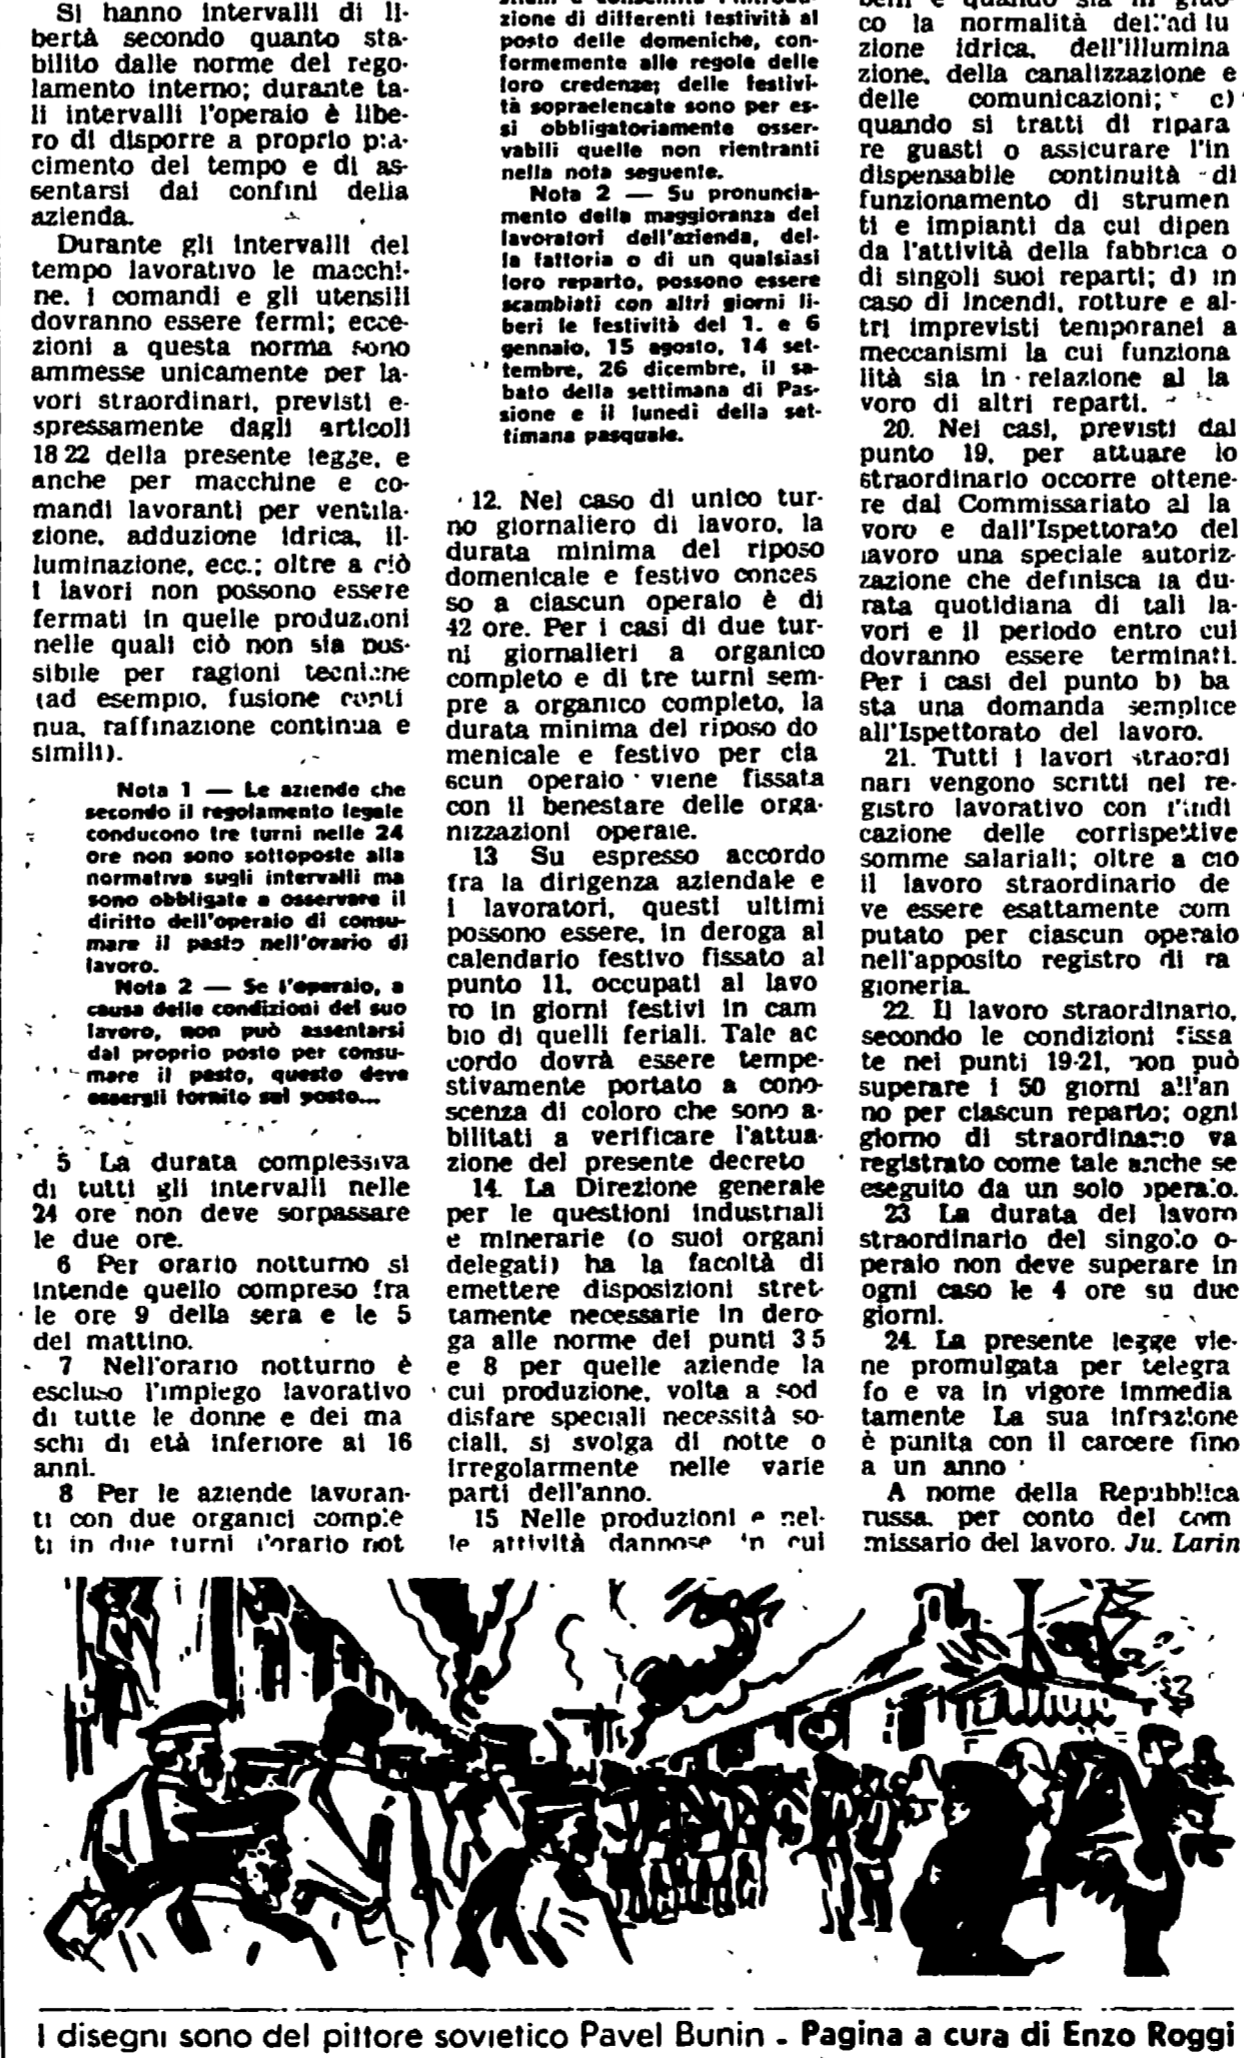 Si hanno intervalli di li-
bertà secondo quanto sta-
bilito dalle norme del rego-
lamento interno; durante ta-
li intervalli l'operaio è libe-
ro di disporre a proprio pia-
cimento del tempo e di as-
sentarsi dai confini della
azienda.
Durante gli intervalli del
tempo lavorativo le macchi-
ne. i comandi e gli utensili
dovranno essere fermi; ecce-
zioni a questa norma sono
ammesse unicamente per la-
vori straordinari, previsti e-
spressamente dagli articoli
18 22 della presente legge, e
anche per macchine e co-
mandi lavoranti per ventila-
zione, adduzione idrica, il-
luminazione, ecc.; oltre a ciò
i lavori non possono essere
fermati in quelle produzioni
nelle quali ciò non sia pos-
sibile per ragioni tecniche
(ad esempio, fusione conti
nua, raffinazione continua e
simili).
Nota 1 — Le aziende che
secondo il regolamento legale
conducono tre turni nelle 24
ore non sono sottoposte alla
normativa sugli intervalli ma
sono obbligate a osservare il
diritto dell'operaio di consu-
mare il pasto nell'orario di
lavoro.
Nota 2 — Se l'operaio, a
causa delle condizioni del suo
lavoro, non può assentarsi
dal proprio posto per consu-
mare il pasto, questo deve
essergli fornito sul posto...
5 La durata complessiva
di tutti gli intervalli nelle
24 ore non deve sorpassare
le due ore.
6 Per orario notturno si
intende quello compreso fra
le ore 9 della sera e le 5
del mattino.
7 Nell'orario notturno è
escluso l'impiego lavorativo
di tutte le donne e dei ma
schi di età inferiore ai 16
anni.
8 Per le aziende lavoran-
ti con due organici comple
ti in due turni l'orario not
zione di differenti festività al
posto delle domeniche, con-
formemente alle regole delle
loro credenze; delle festivi-
tà sopraelencate sono per es-
si obbligatoriamente osser-
vabili quelle non rientranti
nella nota seguente.
Nota 2 — Su pronuncia-
mento della maggioranza dei
lavoratori dell'azienda, del-
la fattoria o di un qualsiasi
loro reparto, possono essere
scambiati con altri giorni li-
beri le festività del 1. e 6
gennaio, 15 agosto, 14 set-
tembre, 26 dicembre, il sa-
bato della settimana di Pas-
sione e il lunedì della set-
timana pasquale.
12. Nel caso di unico tur-
no giornaliero di lavoro, la
durata minima del riposo
domenicale e festivo conces
so a ciascun operaio è di
42 ore. Per i casi di due tur-
ni giornalieri a organico
completo e di tre turni sem-
pre a organico completo, la
durata minima del riposo do
menicale e festivo per cia
scun operaio viene fissata
con il benestare delle orga-
nizzazioni operaie.
13 Su espresso accordo
fra la dirigenza aziendale e
i lavoratori, questi ultimi
possono essere, in deroga al
calendario festivo fissato al
punto 11, occupati al lavo
ro in giorni festivi in cam
bio di quelli feriali. Tale ac
cordo dovrà essere tempe-
stivamente portato a cono-
scenza di coloro che sono a-
bilitati a verificare l'attua-
zione del presente decreto
14. La Direzione generale
per le questioni industriali
e minerarie (o suoi organi
delegati) ha la facoltà di
emettere disposizioni stret-
tamente necessarie in dero-
ga alle norme dei punti 3 5
e 8 per quelle aziende la
cui produzione, volta a sod
disfare speciali necessità so-
ciali, si svolga di notte o
irregolarmente nelle varie
parti dell'anno.
15 Nelle produzioni e nel-
le attività dannose in cui
co la normalità dell'addu
zione idrica, dell'illumina
zione, della canalizzazione e
delle comunicazioni; c)
quando si tratti di ripara
re guasti o assicurare l'in
dispensabile continuità di
funzionamento di strumen
ti e impianti da cui dipen
da l'attività della fabbrica o
di singoli suoi reparti; d) in
caso di incendi, rotture e al-
tri imprevisti temporanei a
meccanismi la cui funziona
lità sia in relazione al la
voro di altri reparti.
20. Nei casi, previsti dal
punto 19, per attuare lo
straordinario occorre ottene-
re dal Commissariato al la
voro e dall'Ispettorato del
lavoro una speciale autoriz-
zazione che definisca la du-
rata quotidiana di tali la-
vori e il periodo entro cui
dovranno essere terminati.
Per i casi del punto b) ba
sta una domanda semplice
all'Ispettorato del lavoro.
21. Tutti i lavori straordi
nari vengono scritti nel re-
gistro lavorativo con l'indi
cazione delle corrispettive
somme salariali; oltre a ciò
il lavoro straordinario de
ve essere esattamente com
putato per ciascun operaio
nell'apposito registro di ra
gioneria.
22. Il lavoro straordinario,
secondo le condizioni fissa
te nei punti 19-21, non può
superare i 50 giorni all'an
no per ciascun reparto; ogni
giorno di straordinario va
registrato come tale anche se
eseguito da un solo operaio.
23 La durata del lavoro
straordinario del singolo o-
peraio non deve superare in
ogni caso le 4 ore su due
giorni.
24. La presente legge vie-
ne promulgata per telegra
fo e va in vigore immedia
tamente La sua infrazione
è punita con il carcere fino
a un anno
A nome della Repubblica
russa, per conto del com
missario del lavoro. Ju. Larin
I disegni sono del pittore sovietico Pavel Bunin - Pagina a cura di Enzo Roggi